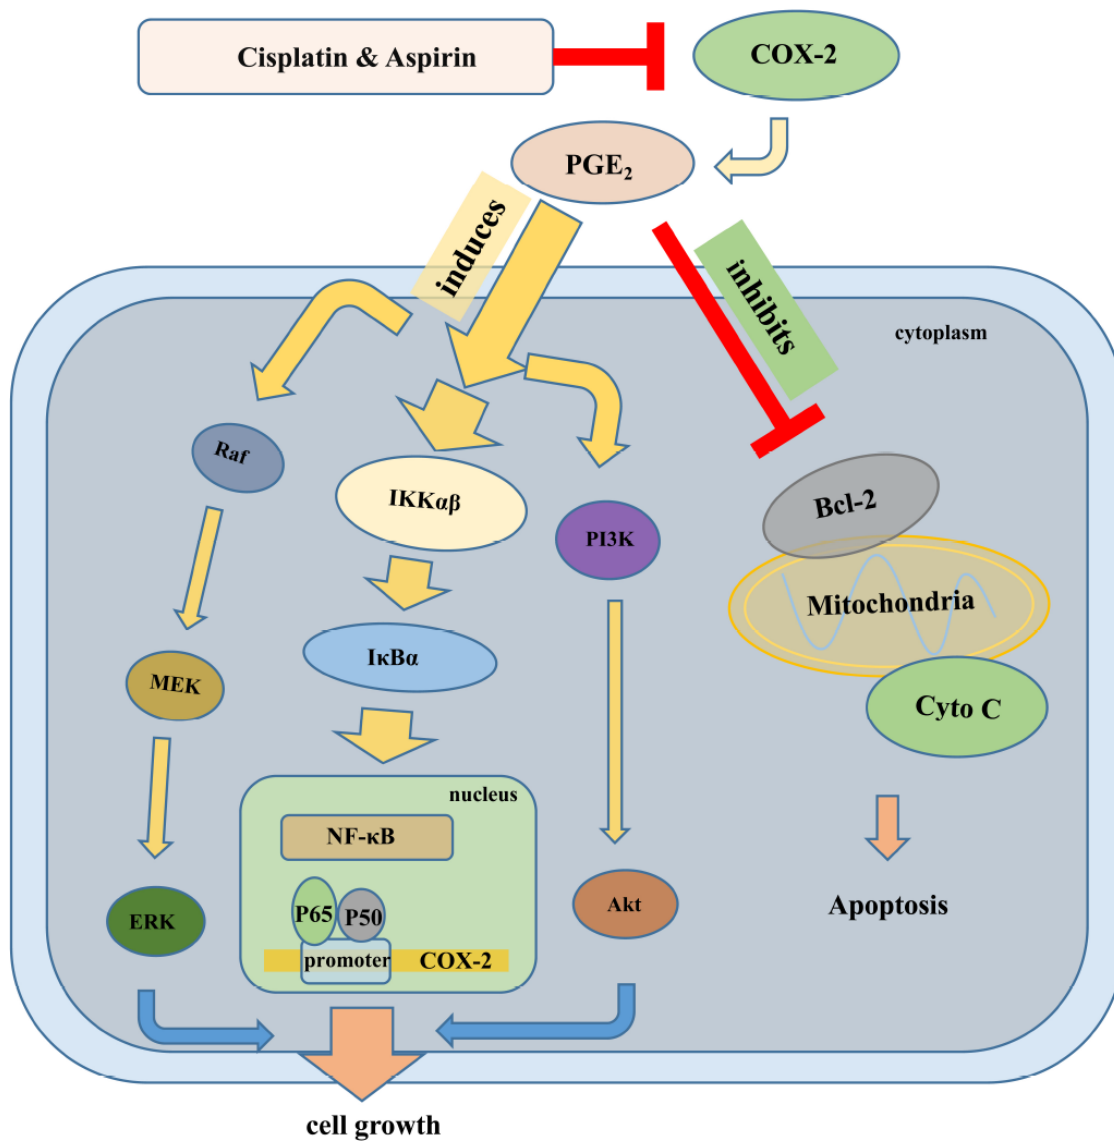 Cisplatin & Aspirin
COX-2
PGE₂
induces
inhibits
cytoplasm
Raf
IKKαβ
PI3K
Bcl-2
Mitochondria
IκBα
MEK
Cyto C
nucleus
NF-κB
P65
P50
promoter
COX-2
ERK
Akt
Apoptosis
cell growth